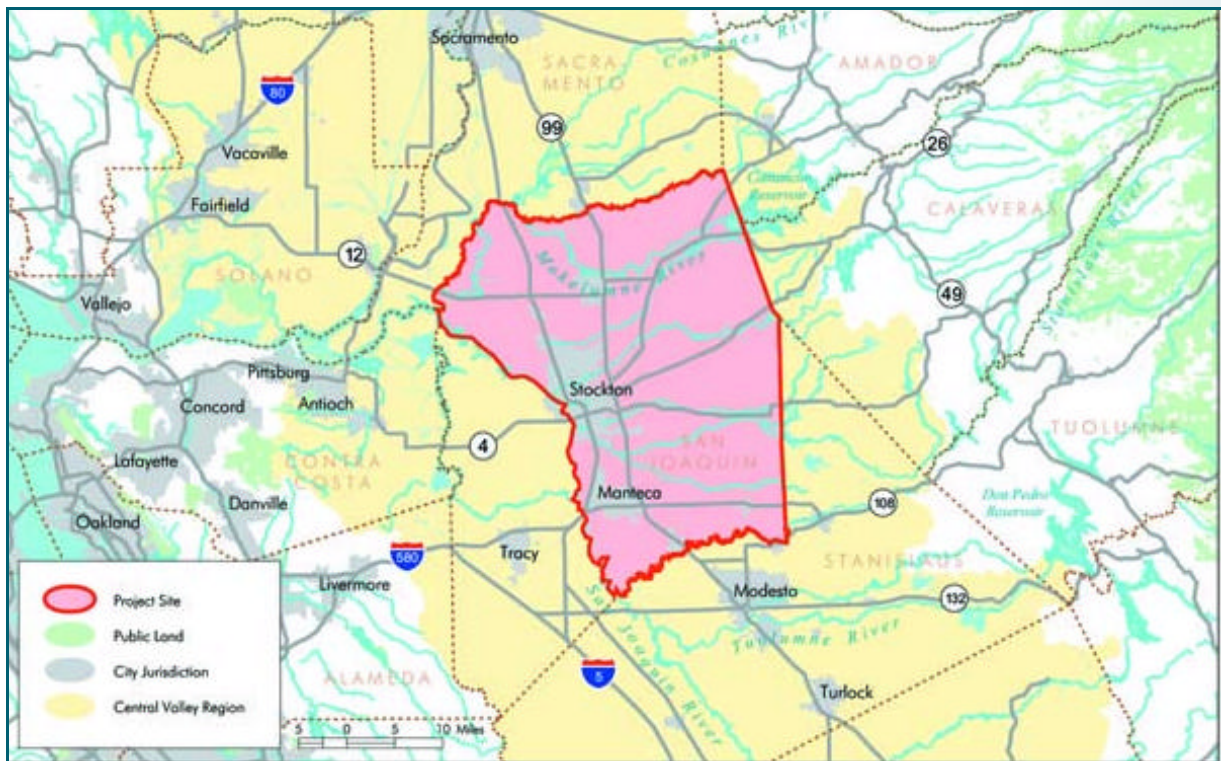 Sacramento
SACRA-
MENTO
Cosumnes River
AMADOR
80
99
26
Vacaville
Camanche
Reservoir
Fairfield
CALAVERAS
12
SOLANO
Mokelumne River
49
Vallejo
Stanislaus River
Pittsburg
Stockton
Concord
Antioch
TUOLUMNE
4
SAN
JOAQUIN
Lafayette
CONTRA
COSTA
Manteca
Don Pedro
Reservoir
108
Danville
Oakland
580
Tracy
STANISLAUS
Livermore
Modesto
132
Project Site
San Joaquin River
Tuolumne River
Public Land
City Jurisdiction
ALAMEDA
5
Turlock
Central Valley Region
5 0 5 10 Miles